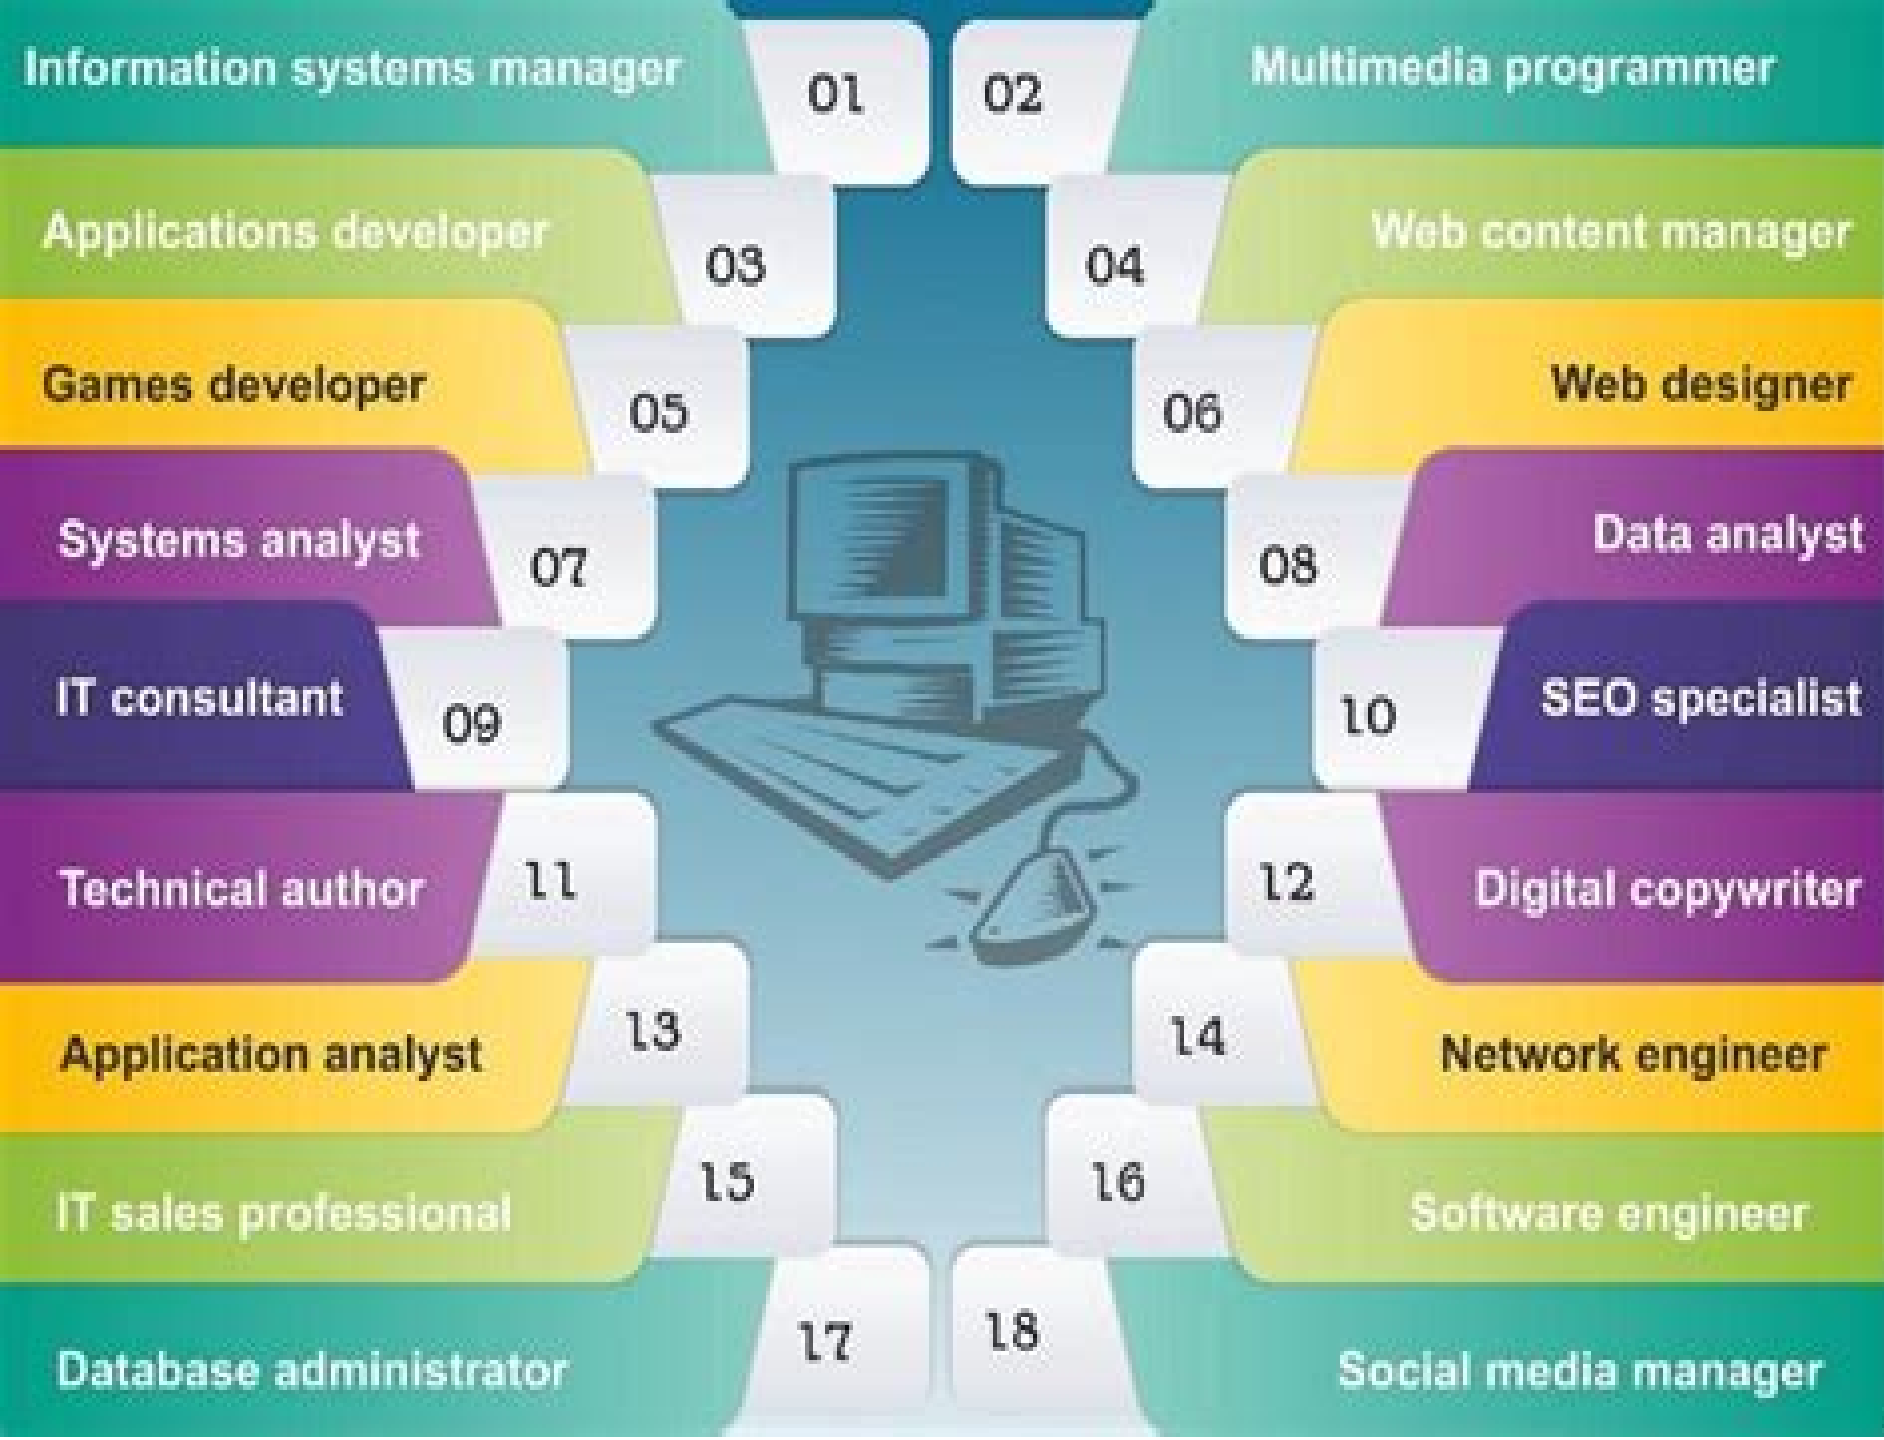 Information systems manager 01
02 Multimedia programmer
Applications developer 03
04 Web content manager
Games developer 05
06 Web designer
Systems analyst 07
08 Data analyst
IT consultant 09
10 SEO specialist
Technical author 11
12 Digital copywriter
Application analyst 13
14 Network engineer
IT sales professional 15
16 Software engineer
Database administrator 17
18 Social media manager